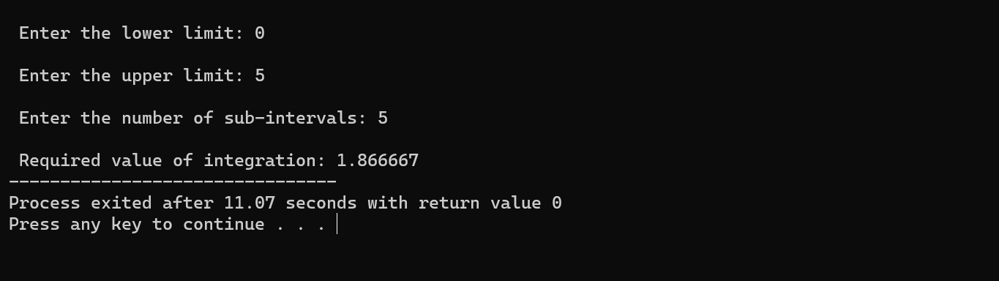 Enter the lower limit: 0
Enter the upper limit: 5
Enter the number of sub-intervals: 5
Required value of integration: 1.866667
--------------------------------
Process exited after 11.07 seconds with return value 0
Press any key to continue . . .